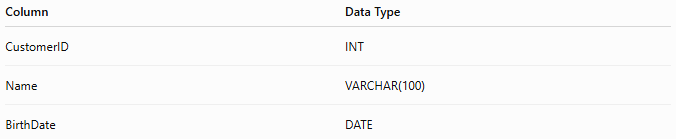 Column Data Type
CustomerID INT
Name VARCHAR(100)
BirthDate DATE